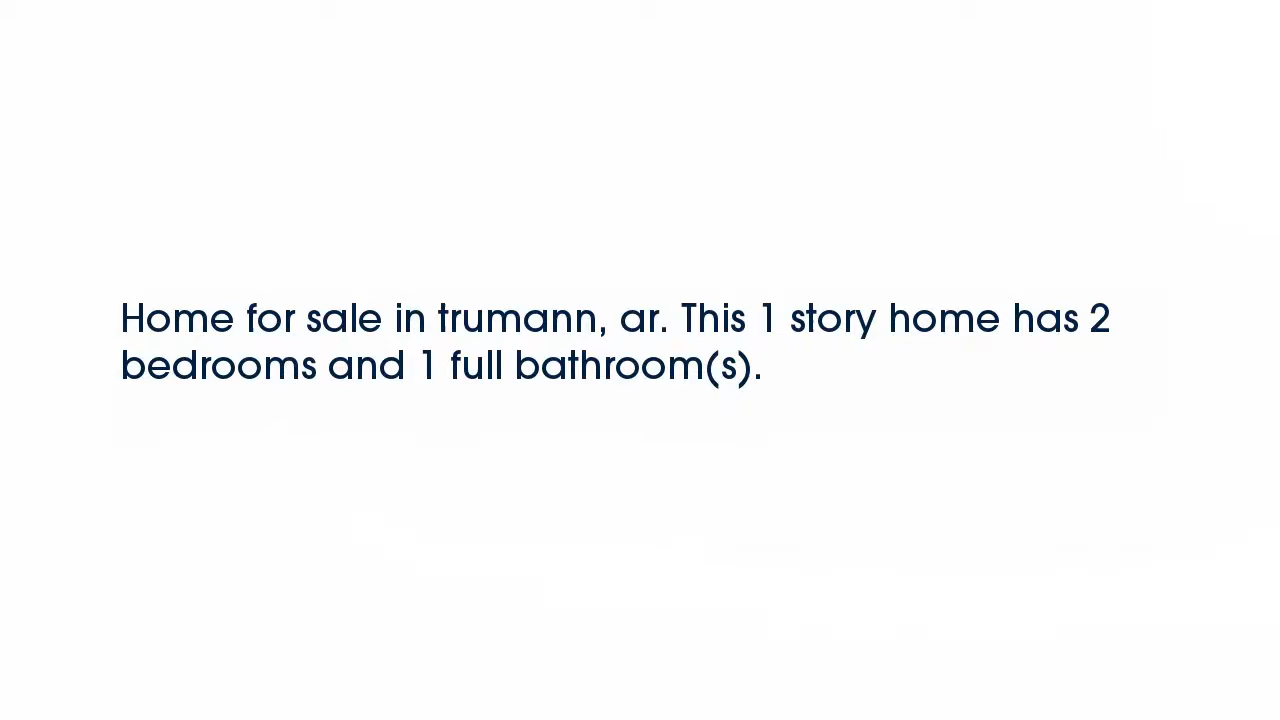 Home for sale in trumann, ar. This 1 story home has 2
bedrooms and 1 full bathroom(s).